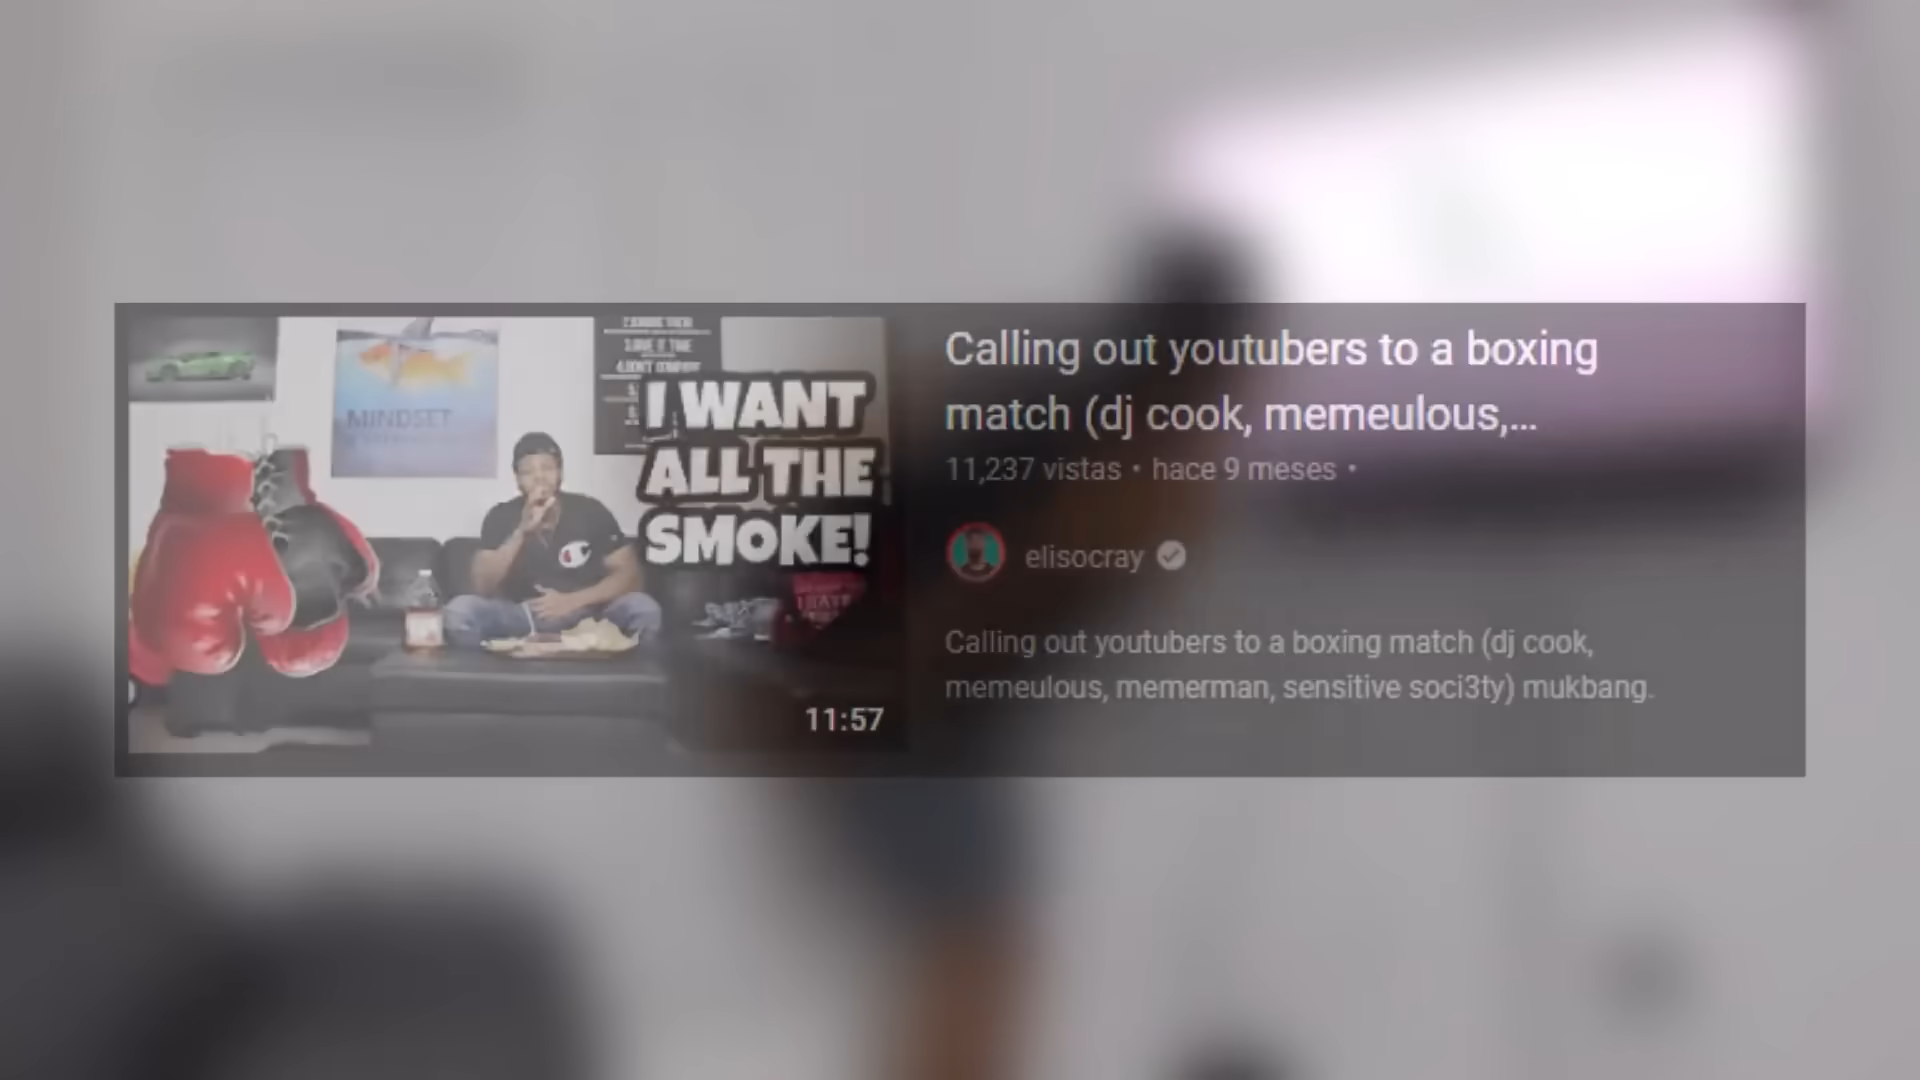 MINDSET
I WANT
ALL THE
SMOKE!
11:57
Calling out youtubers to a boxing
match (dj cook, memeulous,...
11,237 vistas • hace 9 meses •
elisocray
Calling out youtubers to a boxing match (dj cook,
memeulous, memerman, sensitive soci3ty) mukbang.